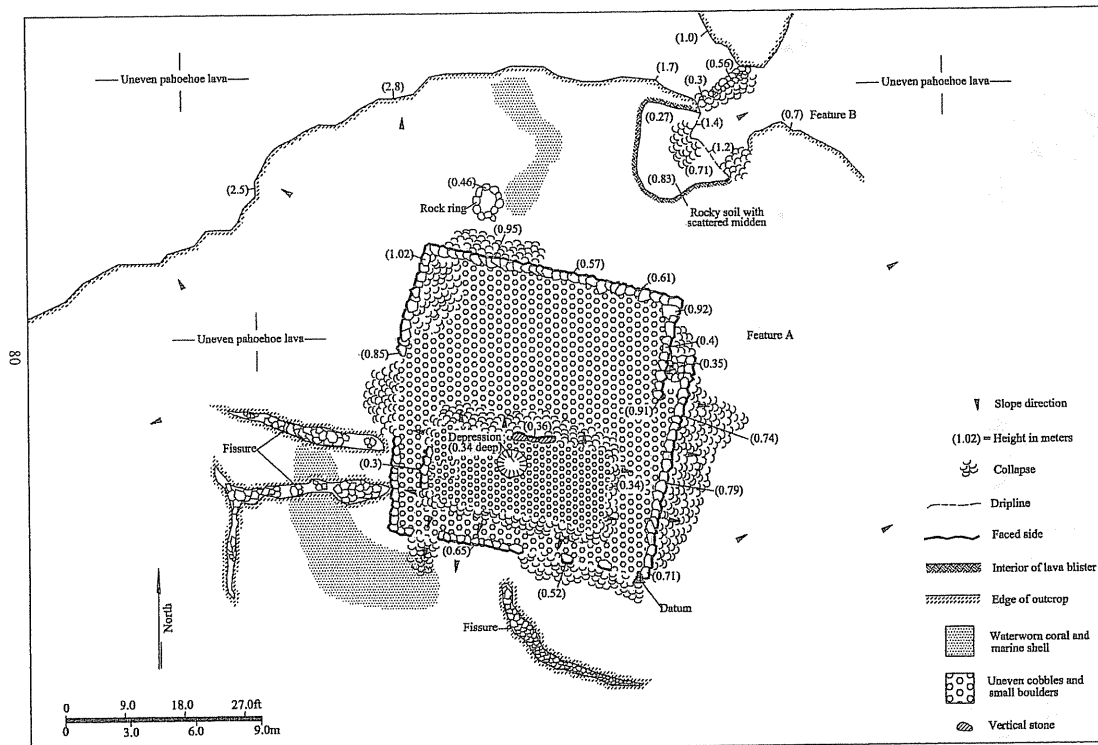 (1.0)
(0.56)
(1.7)
(0.3)
Uneven pahoehoe lava
(2.8)
Uneven pahoehoe lava
(0.7)
Feature B
(0.27)
(1.4)
(1.2)
(0.71)
(0.83)
(2.5)
(0.46)
Rock ring
Rocky soil with
scattered midden
(0.95)
(1.02)
(0.57)
(0.61)
(0.92)
Feature A
Uneven pahoehoe lava
(0.4)
(0.85)
(0.35)
80
(0.91)
(0.36)
(0.74)
Depression
(0.34 deep)
Fissure
(0.3)
(0.34)
(0.79)
(0.65)
(0.52)
(0.71)
Datum
Fissure
North
0 9.0 18.0 27.0ft
0 3.0 6.0 9.0m
Slope direction
(1.02) = Height in meters
Collapse
Dripline
Faced side
Interior of lava blister
Edge of outcrop
Waterworn coral and
marine shell
Uneven cobbles and
small boulders
Vertical stone